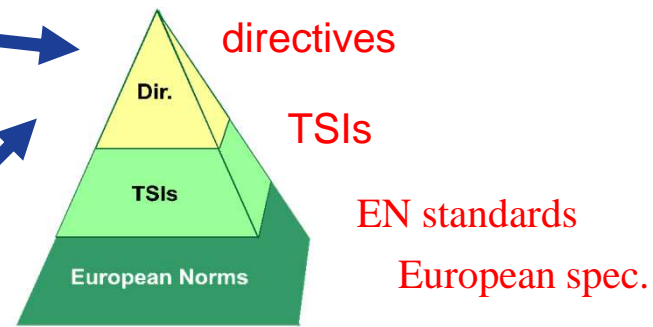 directives
Dir.
TSIs
TSIs
EN standards
European Norms
European spec.